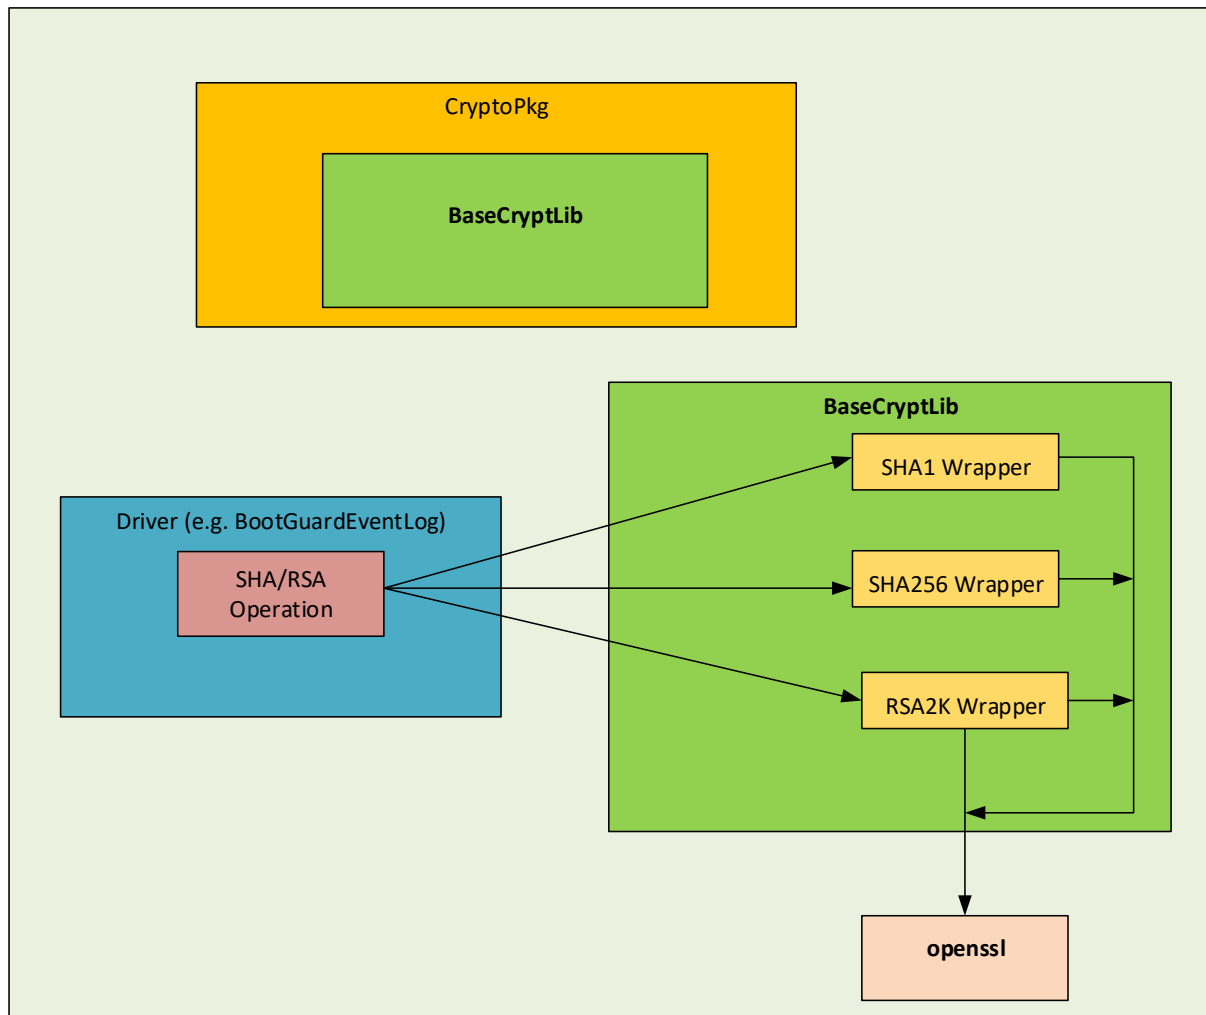 CryptoPkg
BaseCryptLib
BaseCryptLib
SHA1 Wrapper
Driver (e.g. BootGuardEventLog)
SHA/RSA
Operation
SHA256 Wrapper
RSA2K Wrapper
openssl